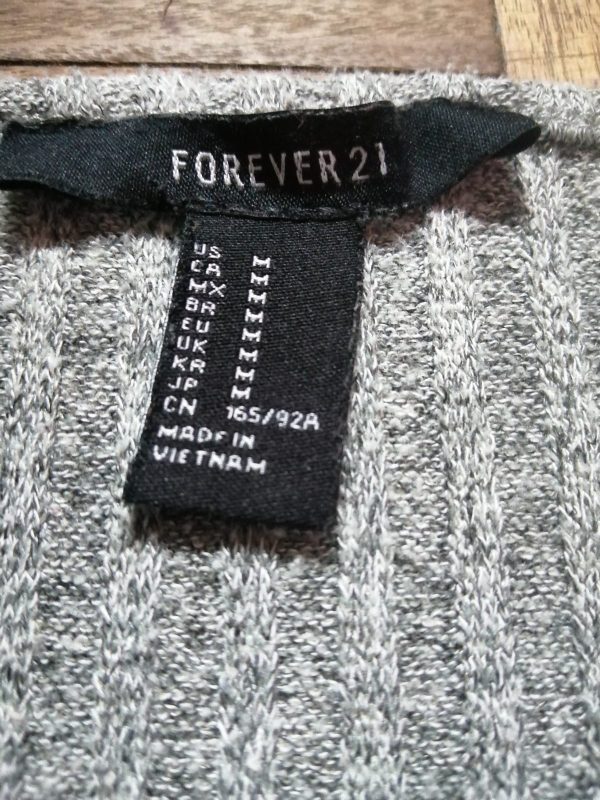 FOREVER 21
US M
CA M
MX M
BR M
EU M
UK M
KR M
JP M
CN 165/92A
MADE IN
VIETNAM